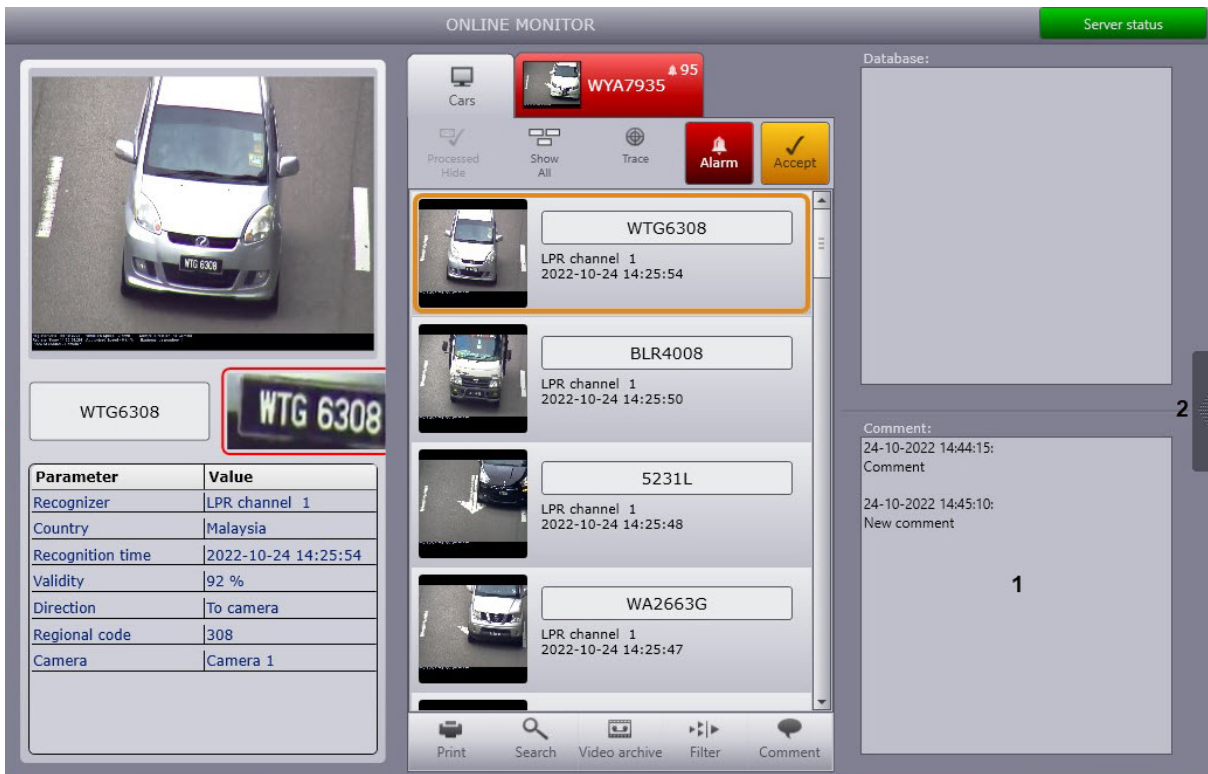 ONLINE MONITOR
Server status
WTG 6308
WTG6308
WTG 6308
Parameter Value
Recognizer LPR channel 1
Country Malaysia
Recognition time 2022-10-24 14:25:54
Validity 92 %
Direction To camera
Regional code 308
Camera Camera 1
Cars
WYA7935
95
Processed
Hide
Show
All
Trace
Alarm
Accept
WTG6308
LPR channel 1
2022-10-24 14:25:54
BLR4008
LPR channel 1
2022-10-24 14:25:50
5231L
LPR channel 1
2022-10-24 14:25:48
WA2663G
LPR channel 1
2022-10-24 14:25:47
Print
Search
Video archive
Filter
Comment
Database:
2
Comment:
24-10-2022 14:44:15:
Comment
24-10-2022 14:45:10:
New comment
1